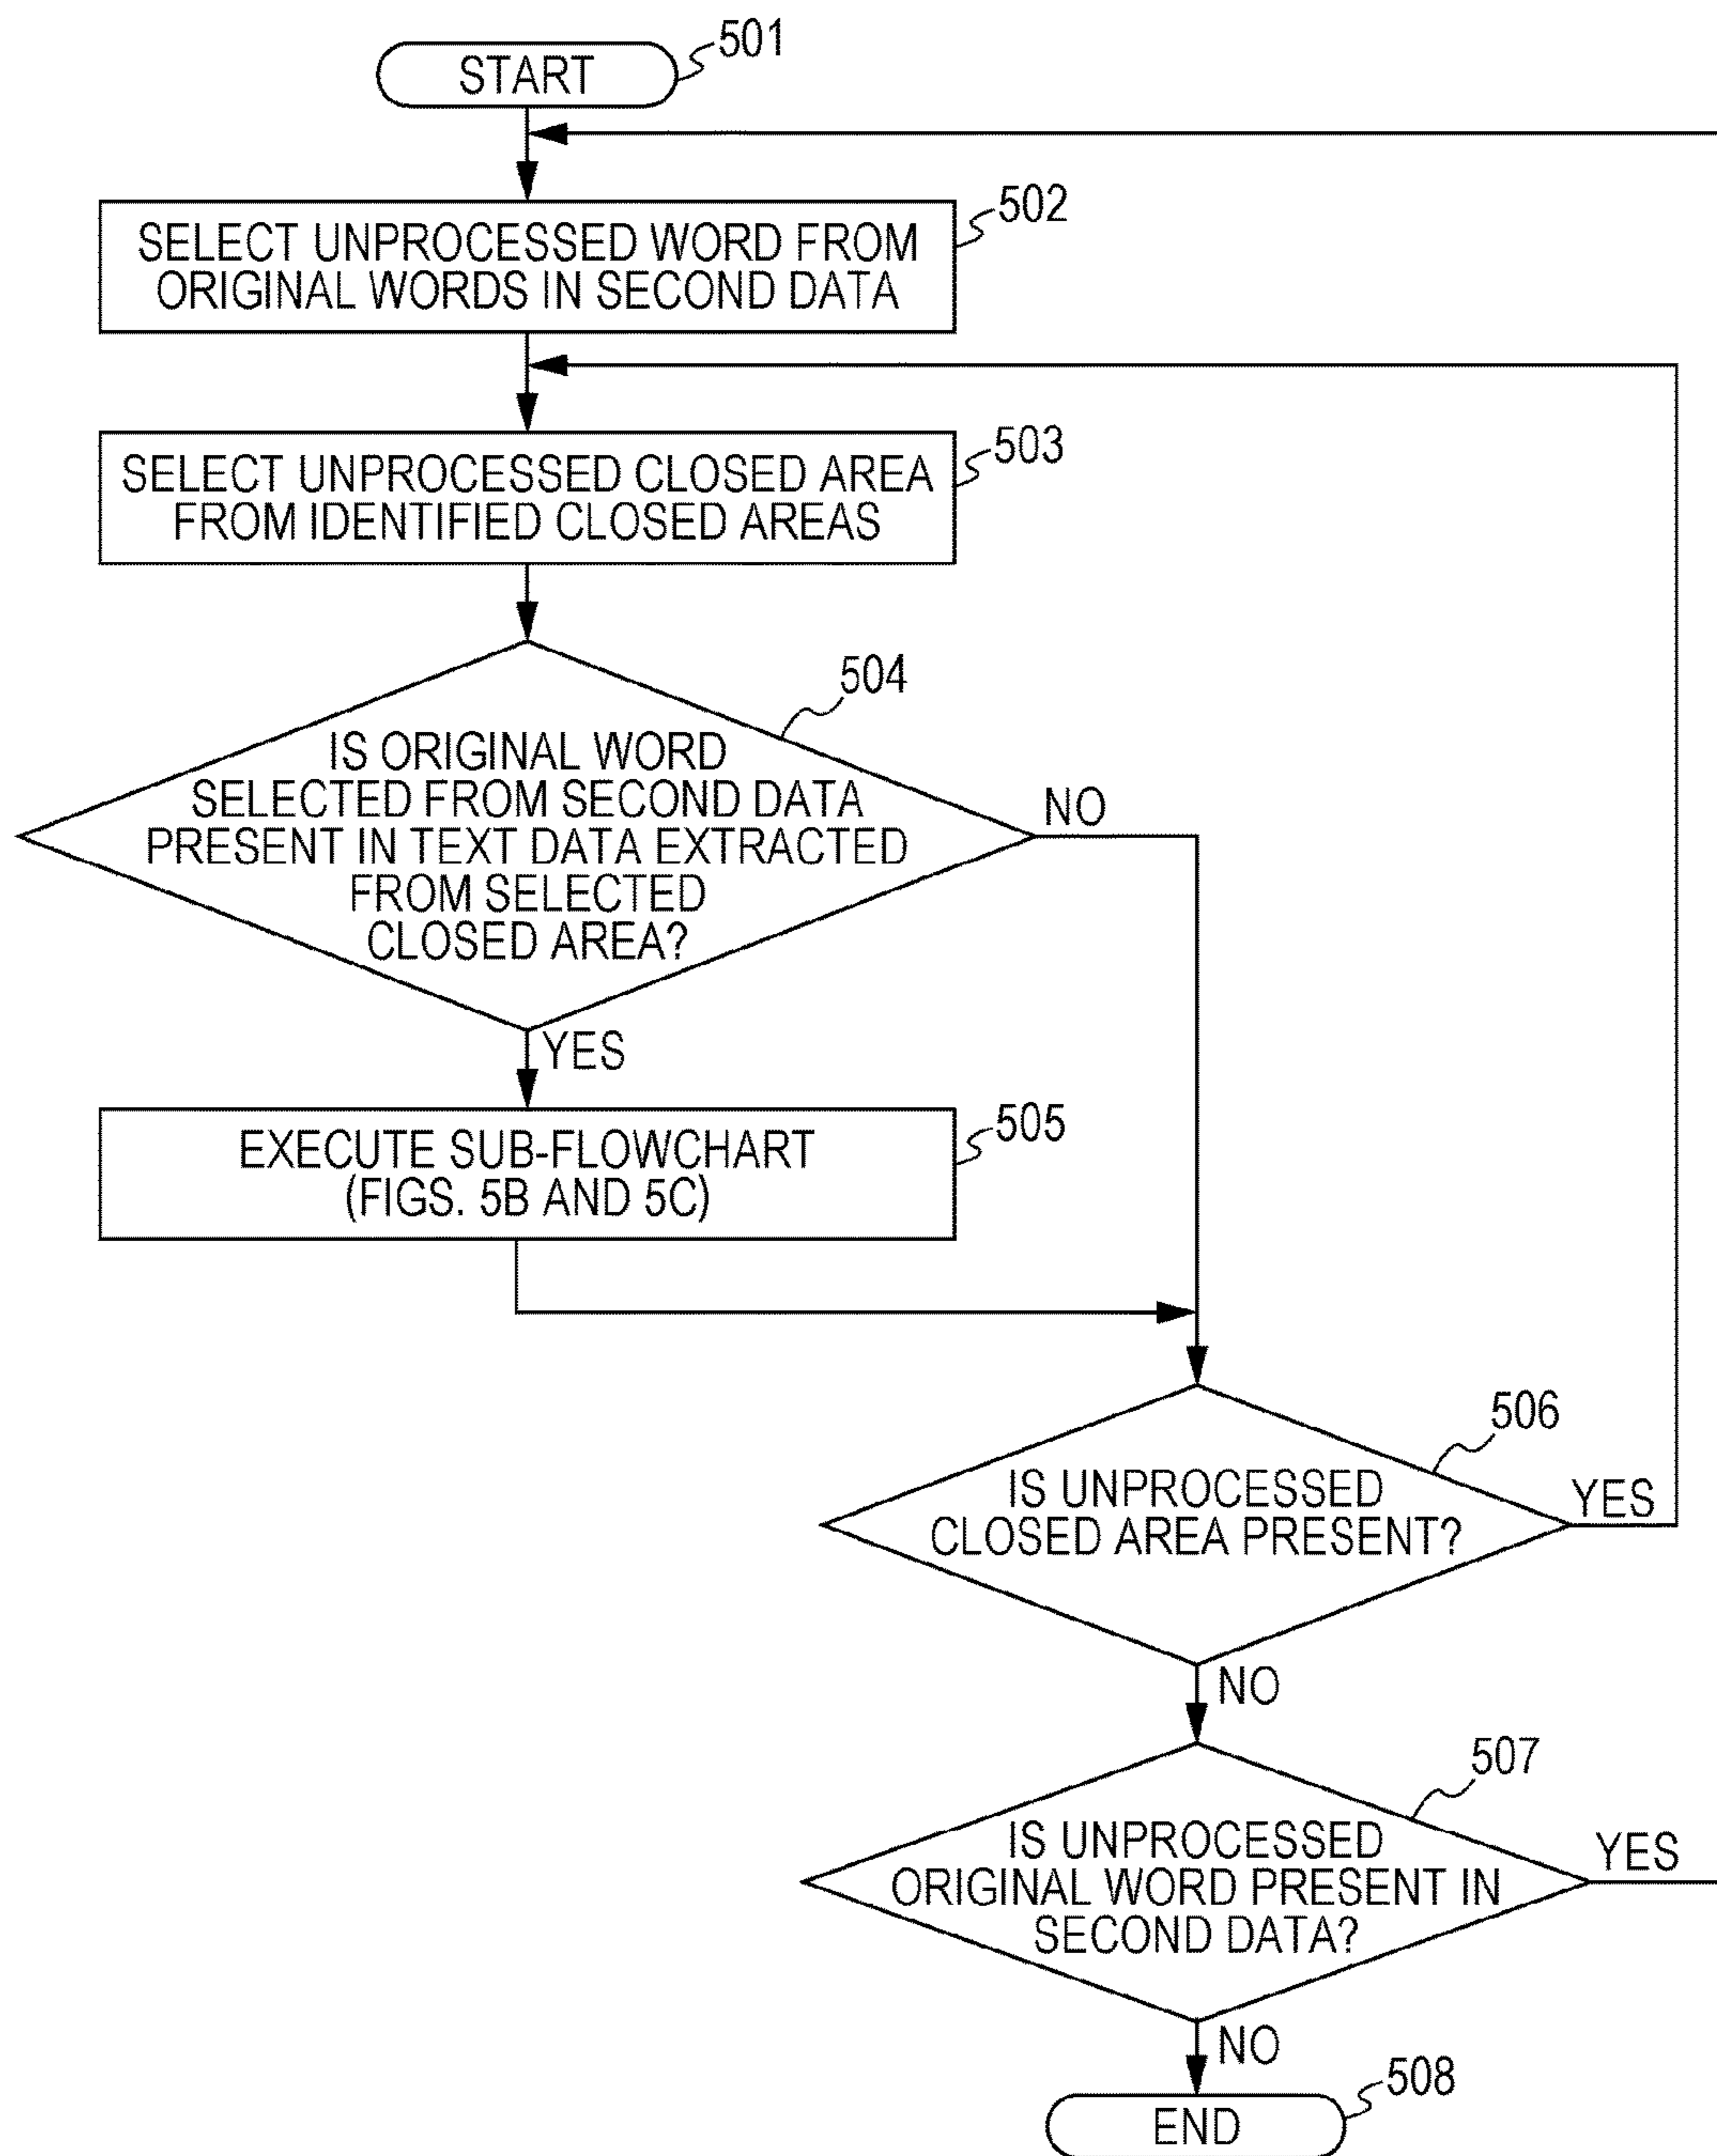 START
501
SELECT UNPROCESSED WORD FROM
ORIGINAL WORDS IN SECOND DATA
502
SELECT UNPROCESSED CLOSED AREA
FROM IDENTIFIED CLOSED AREAS
503
IS ORIGINAL WORD
SELECTED FROM SECOND DATA
PRESENT IN TEXT DATA EXTRACTED
FROM SELECTED
CLOSED AREA?
504
NO
YES
EXECUTE SUB-FLOWCHART
(FIGS. 5B AND 5C)
505
IS UNPROCESSED
CLOSED AREA PRESENT?
506
YES
NO
IS UNPROCESSED
ORIGINAL WORD PRESENT IN
SECOND DATA?
507
YES
NO
END
508